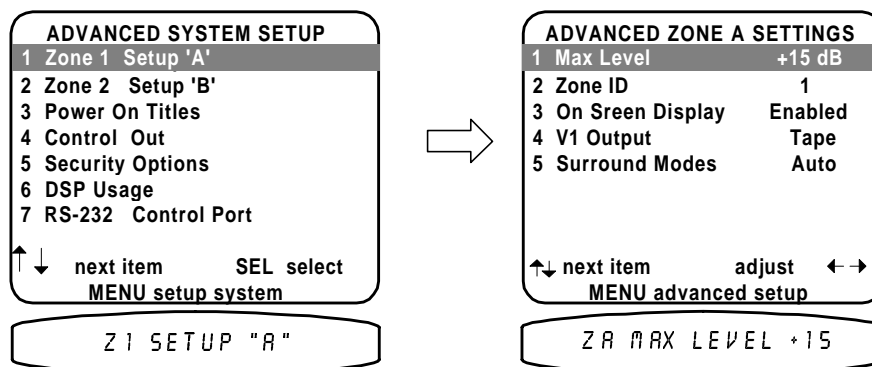 ADVANCED SYSTEM SETUP
1 Zone 1 Setup 'A'
2 Zone 2 Setup 'B'
3 Power On Titles
4 Control Out
5 Security Options
6 DSP Usage
7 RS-232 Control Port
↑↓ next item SEL select
MENU setup system
Z1 SETUP "A"
ADVANCED ZONE A SETTINGS
1 Max Level +15 dB
2 Zone ID 1
3 On Sreen Display Enabled
4 V1 Output Tape
5 Surround Modes Auto
↑↓ next item adjust ←→
MENU advanced setup
ZA MAX LEVEL +15